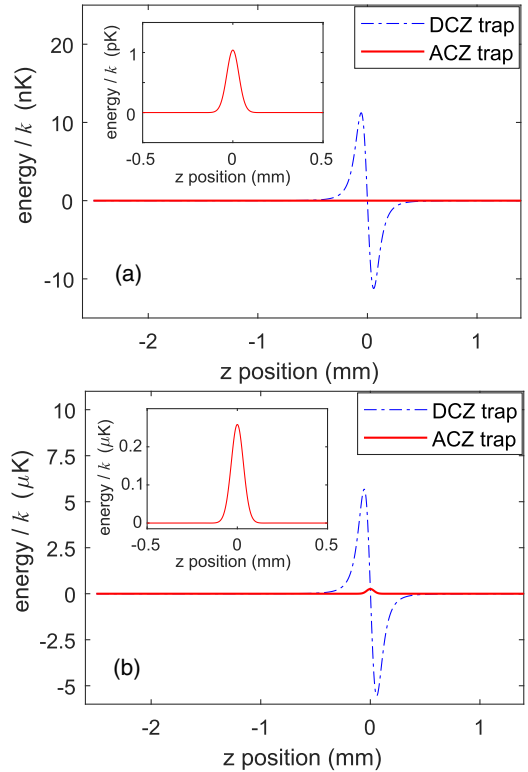 DCZ trap
ACZ trap
energy / k (nK)
20
10
0
-10
energy / k (pK)
1
0
-0.5
0
0.5
z position (mm)
(a)
-2
-1
0
1
z position (mm)
DCZ trap
ACZ trap
energy / k (μK)
10
7.5
5
2.5
0
-2.5
-5
energy / k (μK)
0.2
0.1
0
-0.5
0
0.5
z position (mm)
(b)
-2
-1
0
1
z position (mm)